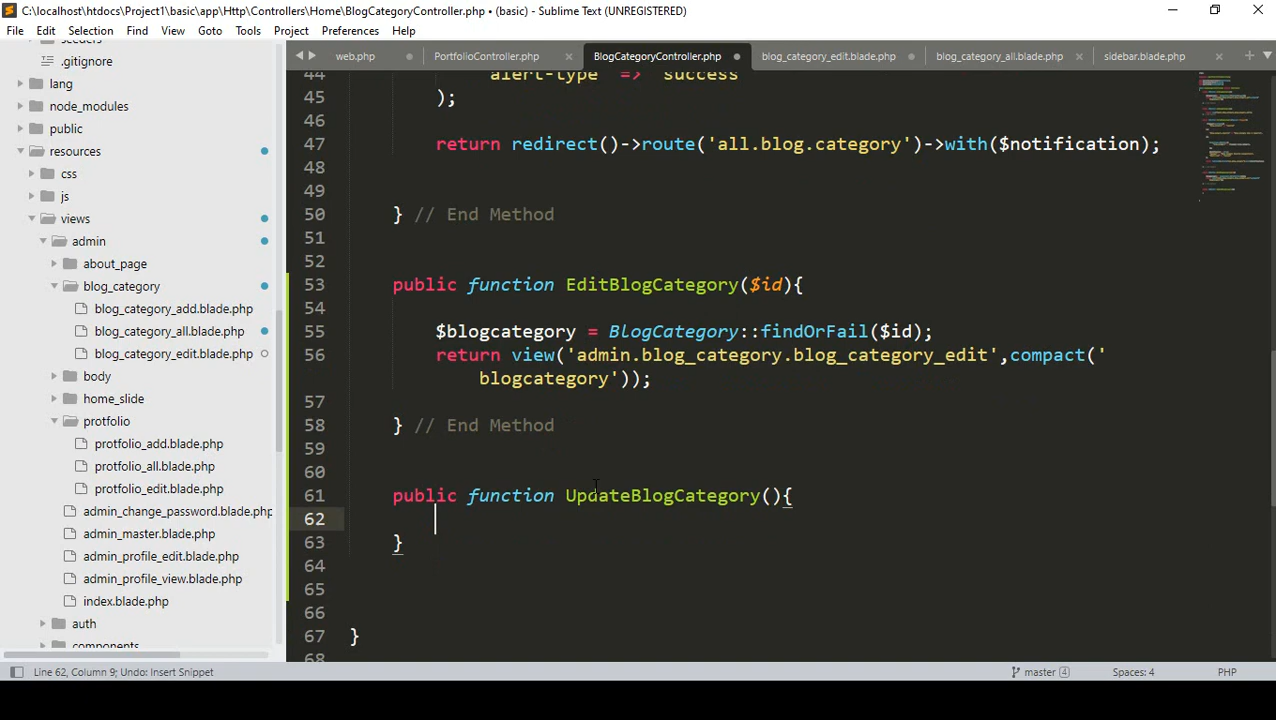 C:\localhost\htdocs\Project1\basic\app\Http\Controllers\Home\BlogCategoryController.php • (basic) - Sublime Text (UNREGISTERED)
File Edit Selection Find View Goto Tools Project Preferences Help
web.php PortfolioController.php BlogCategoryController.php blog_category_edit.blade.php blog_category_all.blade.php sidebar.blade.php
seeders
.gitignore
lang
node_modules
public
resources
css
js
views
admin
about_page
blog_category
blog_category_add.blade.php
blog_category_all.blade.php
blog_category_edit.blade.php
body
home_slide
protfolio
protfolio_add.blade.php
protfolio_all.blade.php
protfolio_edit.blade.php
admin_change_password.blade.php
admin_master.blade.php
admin_profile_edit.blade.php
admin_profile_view.blade.php
index.blade.php
auth
components
44 'alert-type' => 'success'
45 );
46
47 return redirect()->route('all.blog.category')->with($notification);
48
49
50 } // End Method
51
52
53 public function EditBlogCategory($id){
54
55 $blogcategory = BlogCategory::findOrFail($id);
56 return view('admin.blog_category.blog_category_edit',compact('
blogcategory'));
57
58 } // End Method
59
60
61 public function UpdateBlogCategory(){
62
63 }
64
65
66
67 }
68
Line 62, Column 9; Undo: Insert Snippet master 4 Spaces: 4 PHP